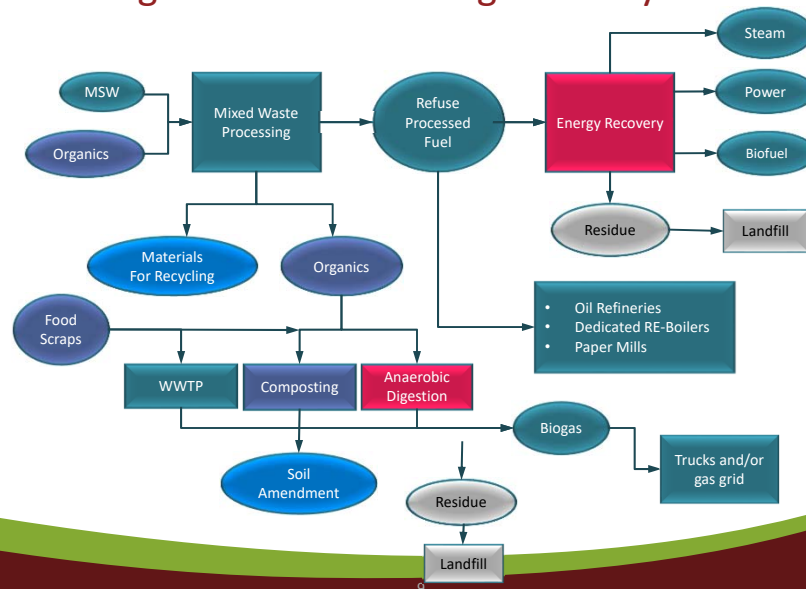 Steam
MSW
Mixed Waste
Processing
Refuse
Processed
Fuel
Energy Recovery
Power
Organics
Biofuel
Residue
Landfill
Materials
For Recycling
Organics
Food
Scraps
• Oil Refineries
• Dedicated RE-Boilers
• Paper Mills
WWTP
Composting
Anaerobic
Digestion
Biogas
Trucks and/or
gas grid
Soil
Amendment
Residue
Landfill